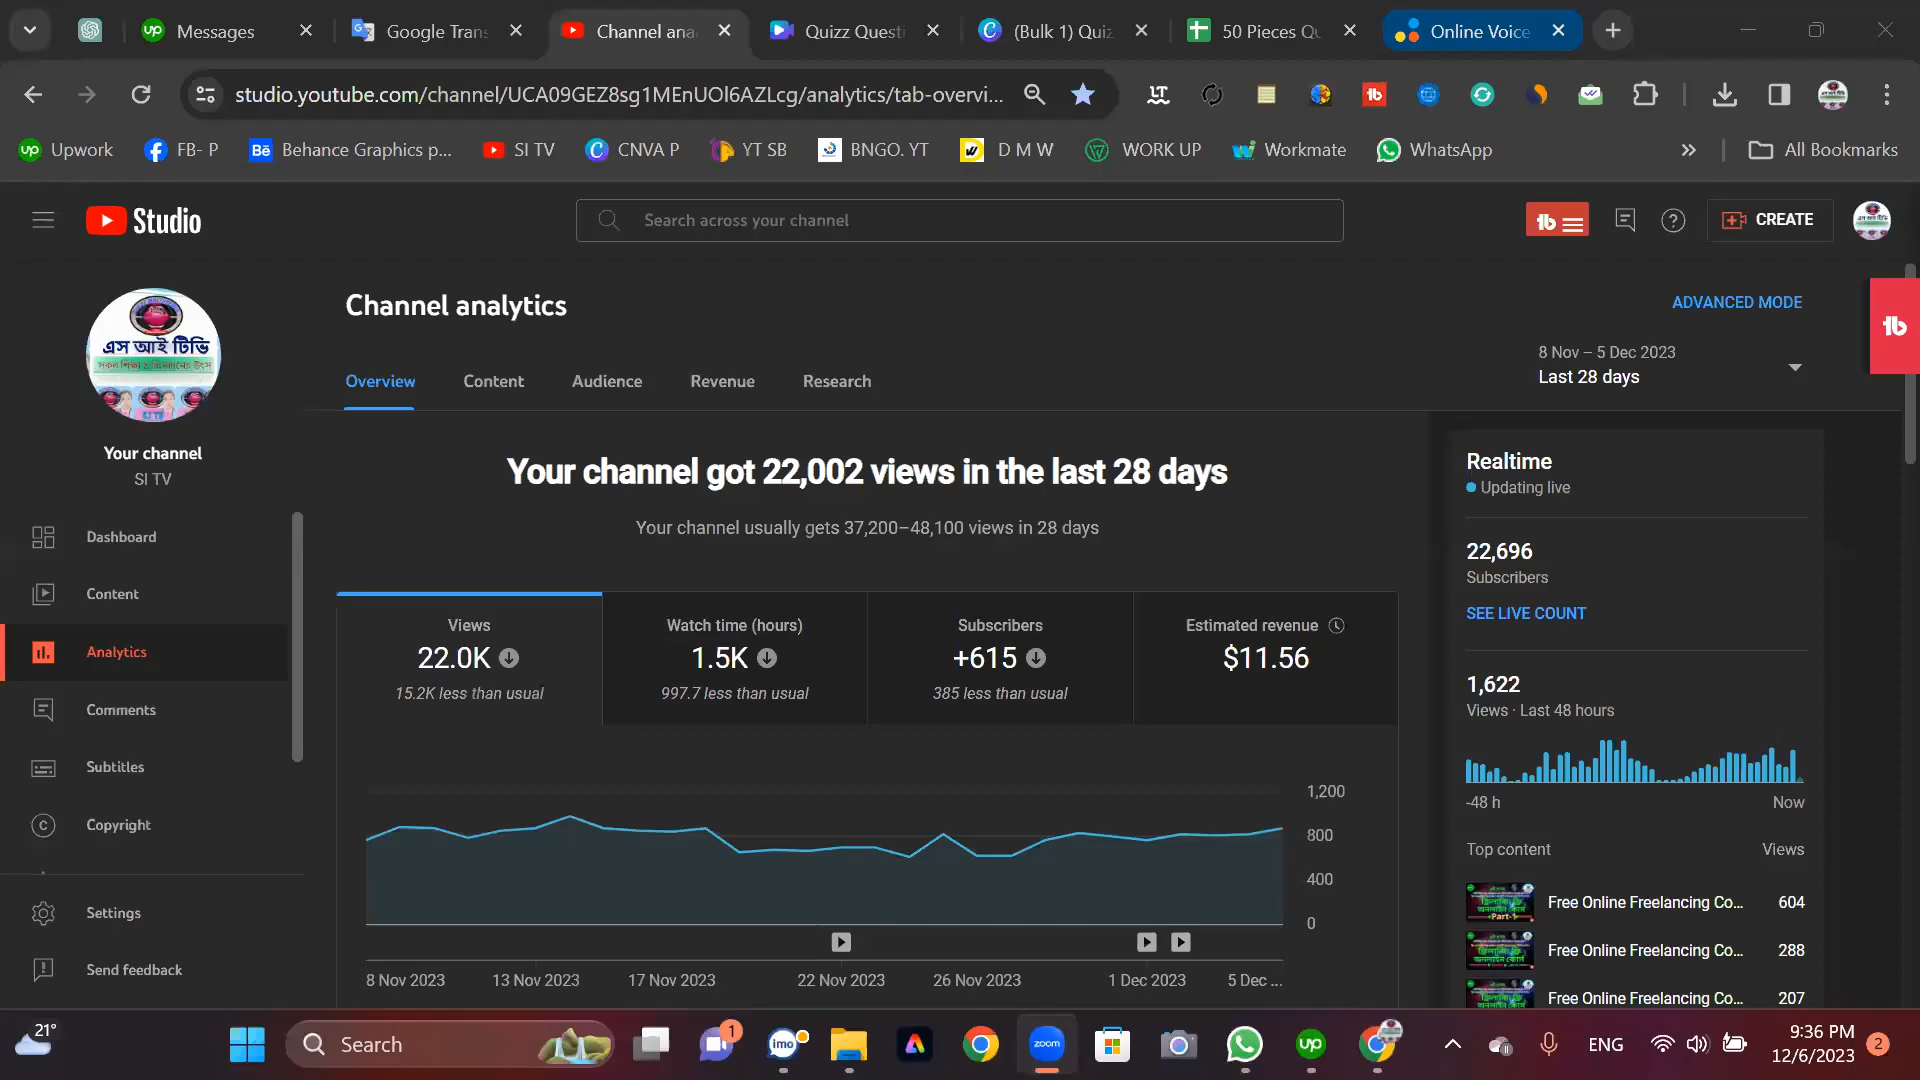 Messages
Google Trans
Channel ana
Quizz Questi
(Bulk 1) Quiz
50 Pieces Qu
Online Voice
studio.youtube.com/channel/UCA09GEZ8sg1MEnUOl6AZLcg/analytics/tab-overvi...
Upwork
FB- P
Behance Graphics p...
SI TV
CNVA P
YT SB
BNGO. YT
D M W
WORK UP
Workmate
WhatsApp
All Bookmarks
Studio
Search across your channel
CREATE
এস আই টিভি
Your channel
SI TV
Dashboard
Content
Analytics
Comments
Subtitles
Copyright
Settings
Send feedback
Channel analytics
ADVANCED MODE
Overview
Content
Audience
Revenue
Research
8 Nov – 5 Dec 2023
Last 28 days
Your channel got 22,002 views in the last 28 days
Your channel usually gets 37,200–48,100 views in 28 days
Views
22.0K
15.2K less than usual
Watch time (hours)
1.5K
997.7 less than usual
Subscribers
+615
385 less than usual
Estimated revenue
$11.56
1,200
800
400
0
8 Nov 2023
13 Nov 2023
17 Nov 2023
22 Nov 2023
26 Nov 2023
1 Dec 2023
5 Dec ...
Realtime
Updating live
22,696
Subscribers
SEE LIVE COUNT
1,622
Views · Last 48 hours
-48 h
Now
Top content
Views
Free Online Freelancing Co...
604
Free Online Freelancing Co...
288
Free Online Freelancing Co...
207
21°
Search
1
imo
zoom
ENG
9:36 PM
12/6/2023
2